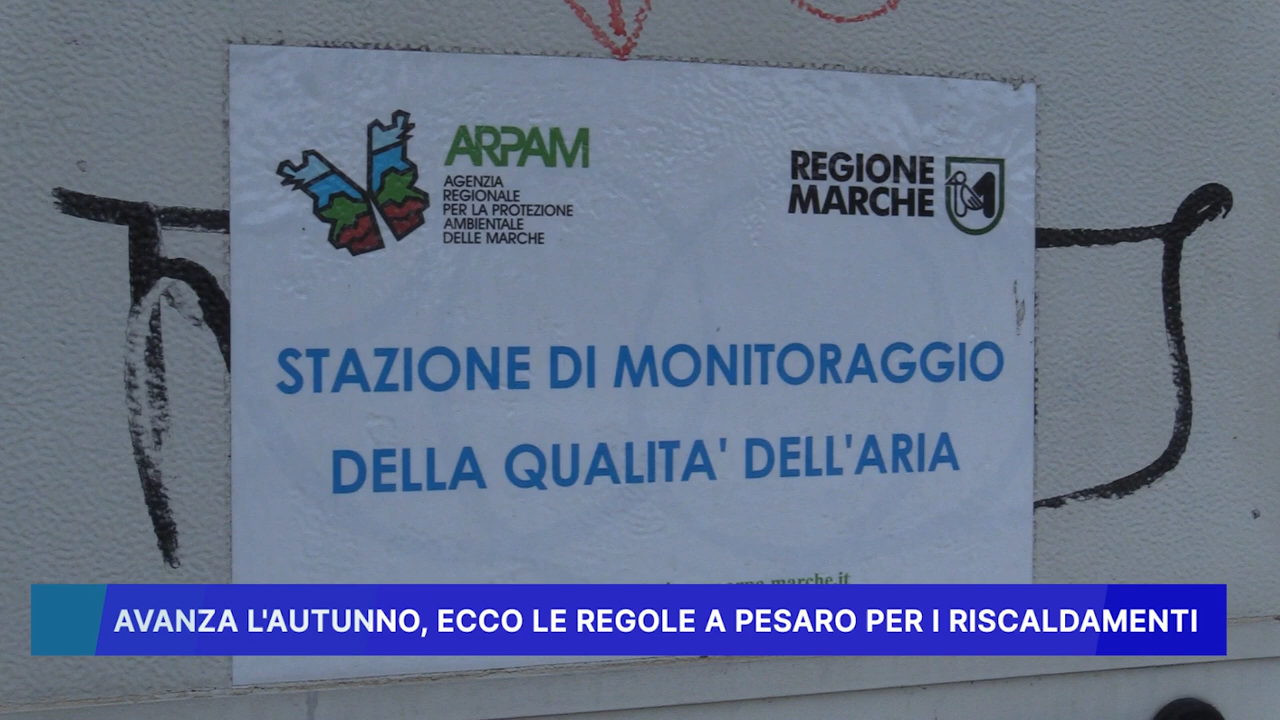 ARPAM
AGENZIA
REGIONALE
PER LA PROTEZIONE
AMBIENTALE
DELLE MARCHE
REGIONE
MARCHE
STAZIONE DI MONITORAGGIO
DELLA QUALITA' DELL'ARIA
AVANZA L'AUTUNNO, ECCO LE REGOLE A PESARO PER I RISCALDAMENTI